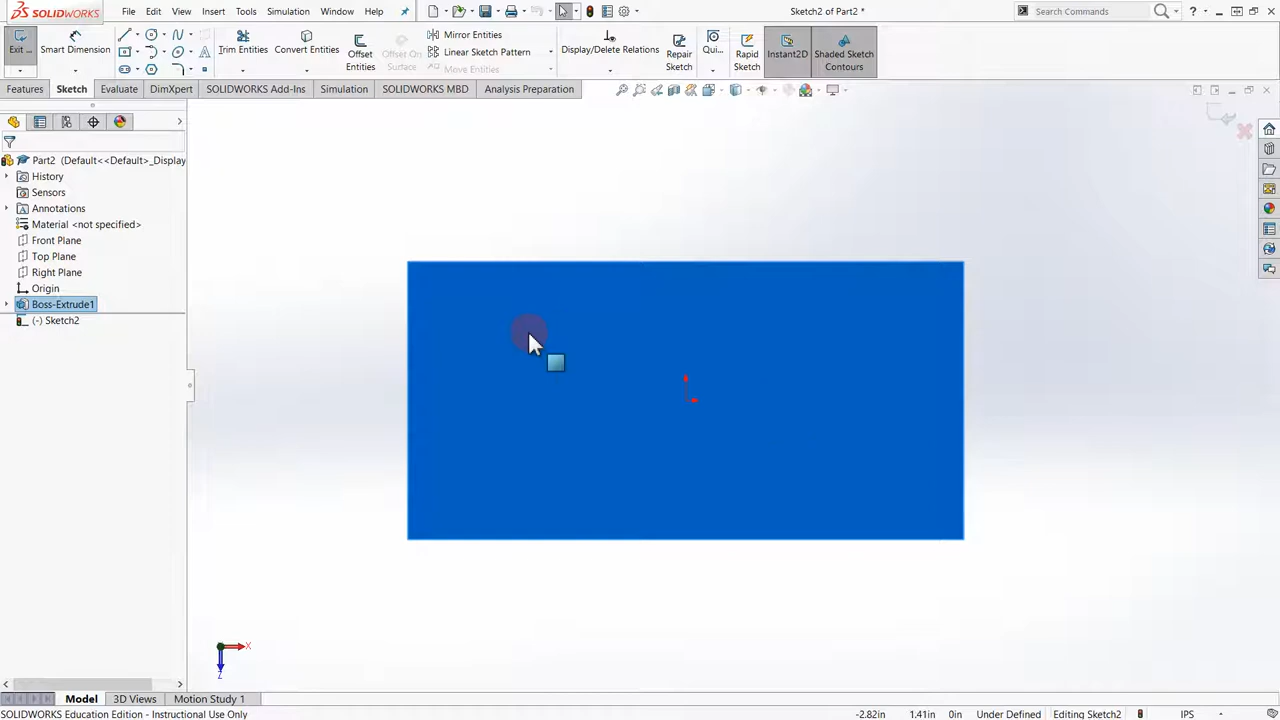 SOLIDWORKS File Edit View Insert Tools Simulation Window Help Sketch2 of Part2 * Search Commands ?
Exit ... Smart Dimension Trim Entities Convert Entities Offset Entities Offset On Surface Mirror Entities Linear Sketch Pattern Move Entities Display/Delete Relations Repair Sketch Qui... Rapid Sketch Instant2D Shaded Sketch Contours
Features Sketch Evaluate DimXpert SOLIDWORKS Add-Ins Simulation SOLIDWORKS MBD Analysis Preparation
Part2 (Default<<Default>_Display
History
Sensors
Annotations
Material <not specified>
Front Plane
Top Plane
Right Plane
Origin
Boss-Extrude1
(-) Sketch2
X
Z
Model 3D Views Motion Study 1
SOLIDWORKS Education Edition - Instructional Use Only -2.82in 1.41in 0in Under Defined Editing Sketch2 IPS